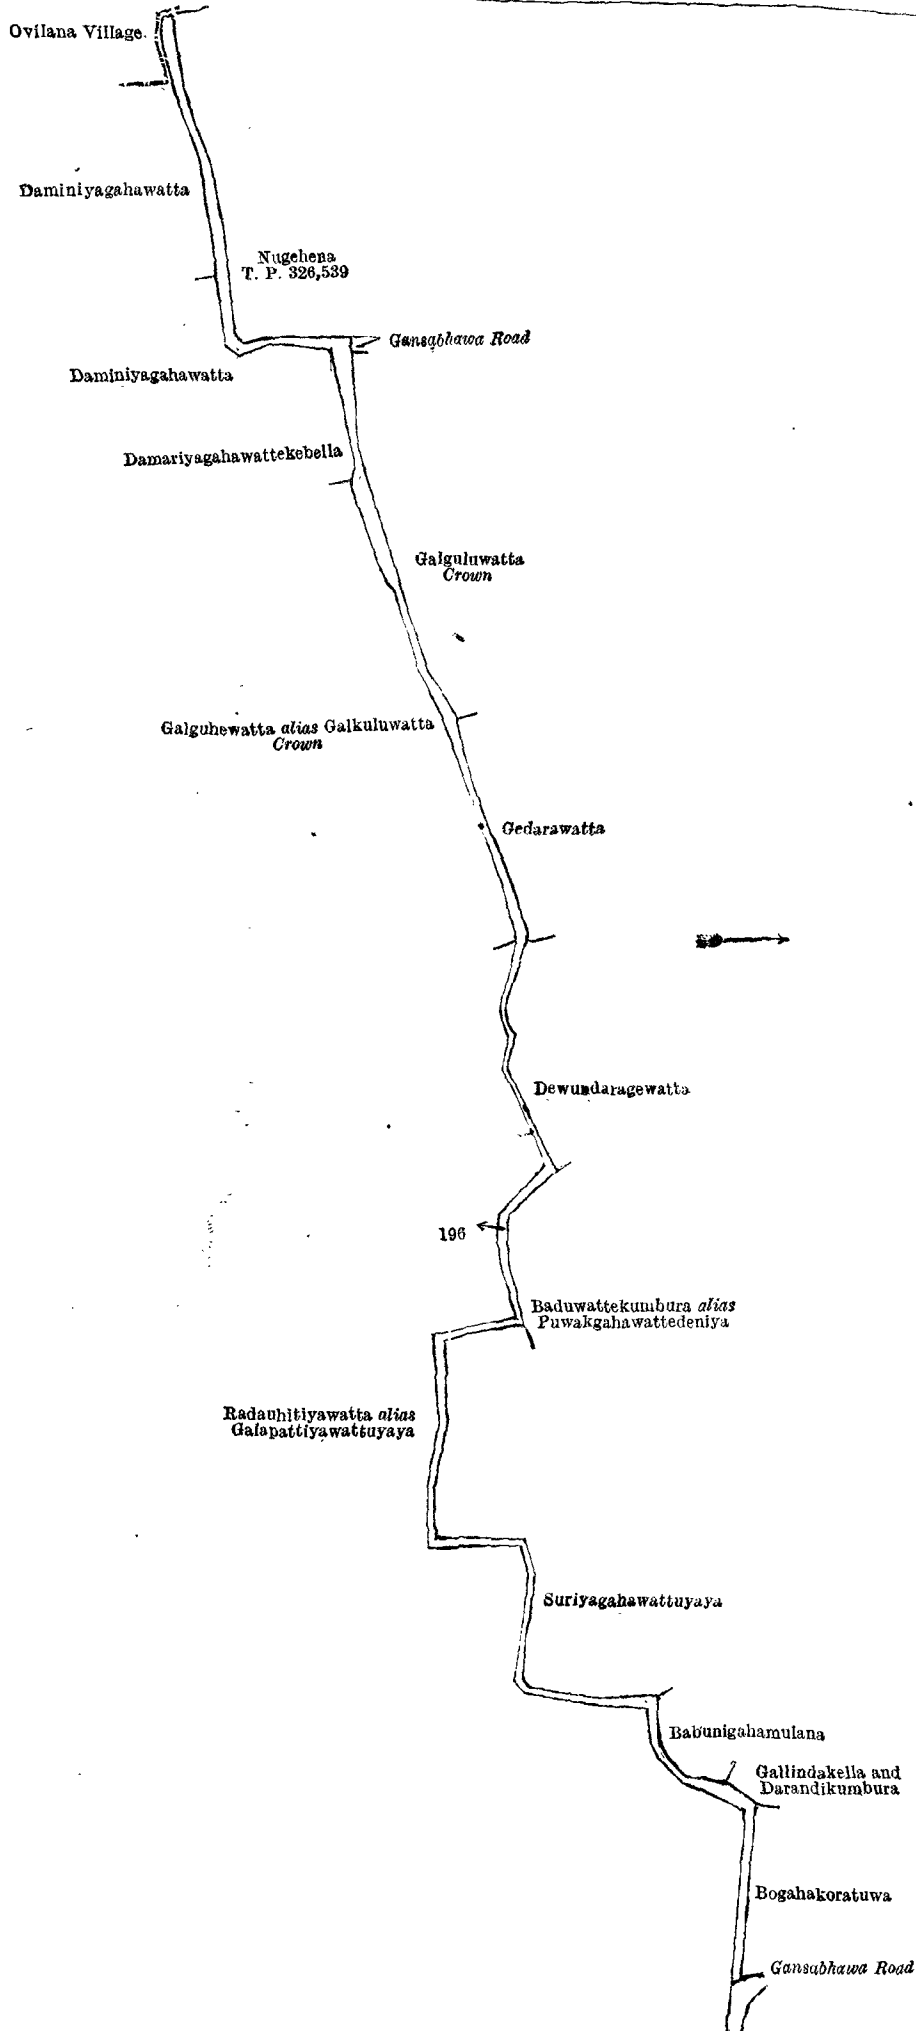 Ovilana Village.
Daminiyagahawatta
Nugehena
T. P. 326,539
Gansabhawa Road
Daminiyagahawatta
Damariyagahawattekebella
Galguluwatta
Crown
Galguhewatta alias Galkuluwatta
Crown
Gedarawatta
Dewundaragewatta
196
Baduwattekumbura alias
Puwakgahawattedeniya
Radauhitiyawatta alias
Galapattiyawattuyaya
Suriyagahawattuyaya
Babunigahamulana
Gallindakella and
Darandikumbura
Bogahakoratuwa
Gansabhawa Road